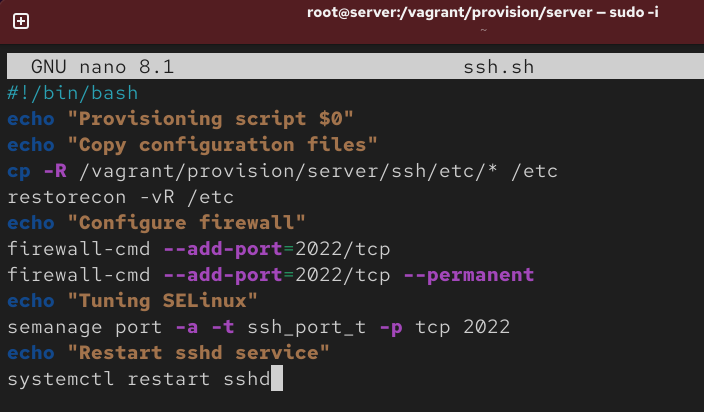 root@server:/vagrant/provision/server — sudo -i
~
GNU nano 8.1 ssh.sh
#!/bin/bash
echo "Provisioning script $0"
echo "Copy configuration files"
cp -R /vagrant/provision/server/ssh/etc/* /etc
restorecon -vR /etc
echo "Configure firewall"
firewall-cmd --add-port=2022/tcp
firewall-cmd --add-port=2022/tcp --permanent
echo "Tuning SELinux"
semanage port -a -t ssh_port_t -p tcp 2022
echo "Restart sshd service"
systemctl restart sshd